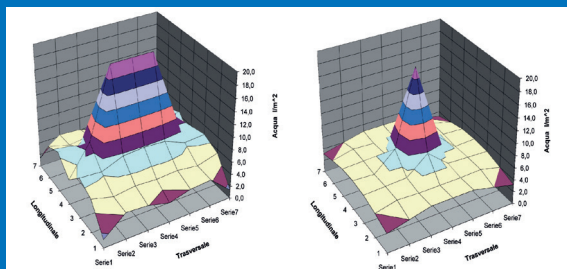 20,0
18,0
16,0
14,0
12,0
10,0
8,0
6,0
4,0
2,0
0,0
Acqua l/m^2
7
6
5
4
3
2
1
Longitudinale
Serie1
Serie2
Serie3
Serie4
Serie5
Serie6
Serie7
Trasversale
20,0
18,0
16,0
14,0
12,0
10,0
8,0
6,0
4,0
2,0
0,0
Acqua l/m^2
7
6
5
4
3
2
1
Longitudinale
Serie1
Serie2
Serie3
Serie4
Serie5
Serie6
Serie7
Trasversale